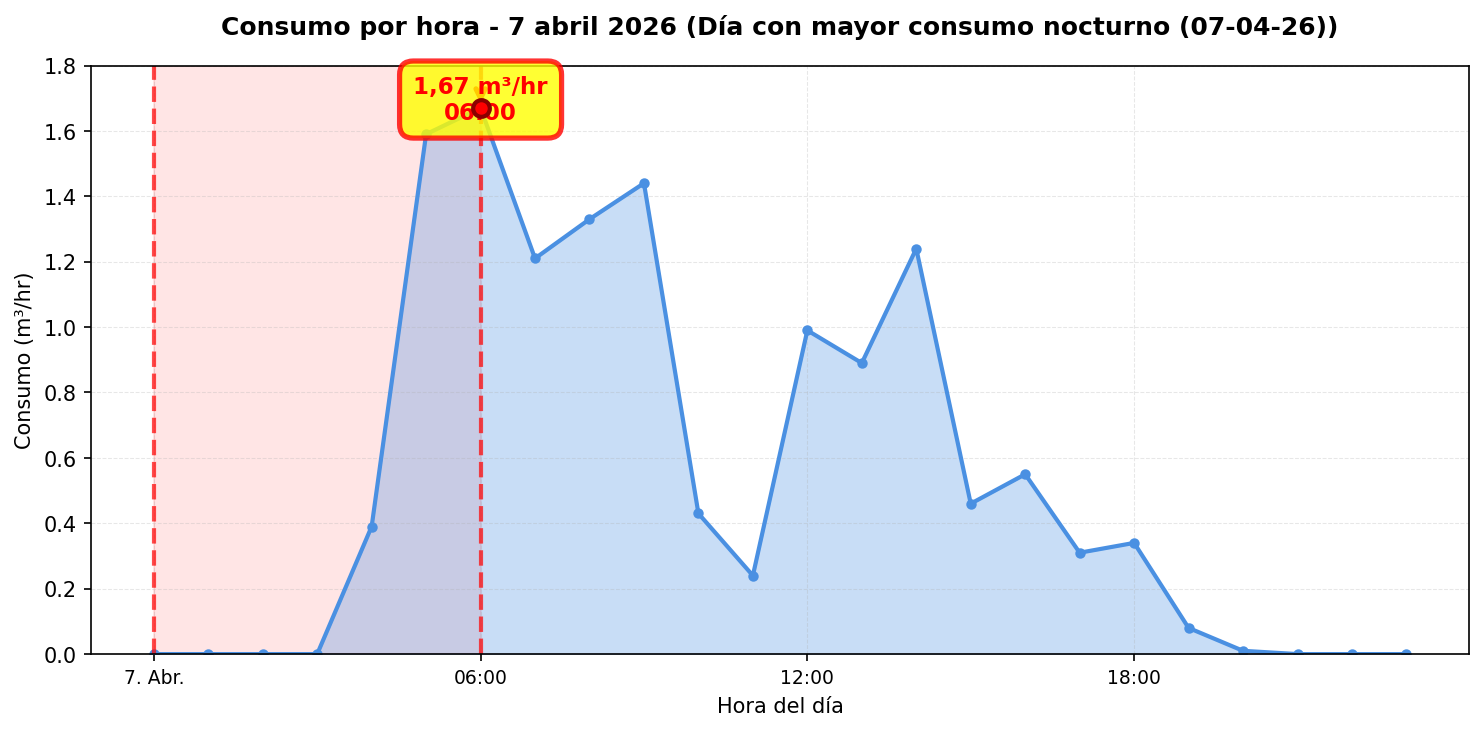 Consumo por hora - 7 abril 2026 (Día con mayor consumo nocturno (07-04-26))
1,67 m³/hr
06:00
Consumo (m³/hr)
1.8
1.6
1.4
1.2
1.0
0.8
0.6
0.4
0.2
0.0
7. Abr.
06:00
12:00
18:00
Hora del día